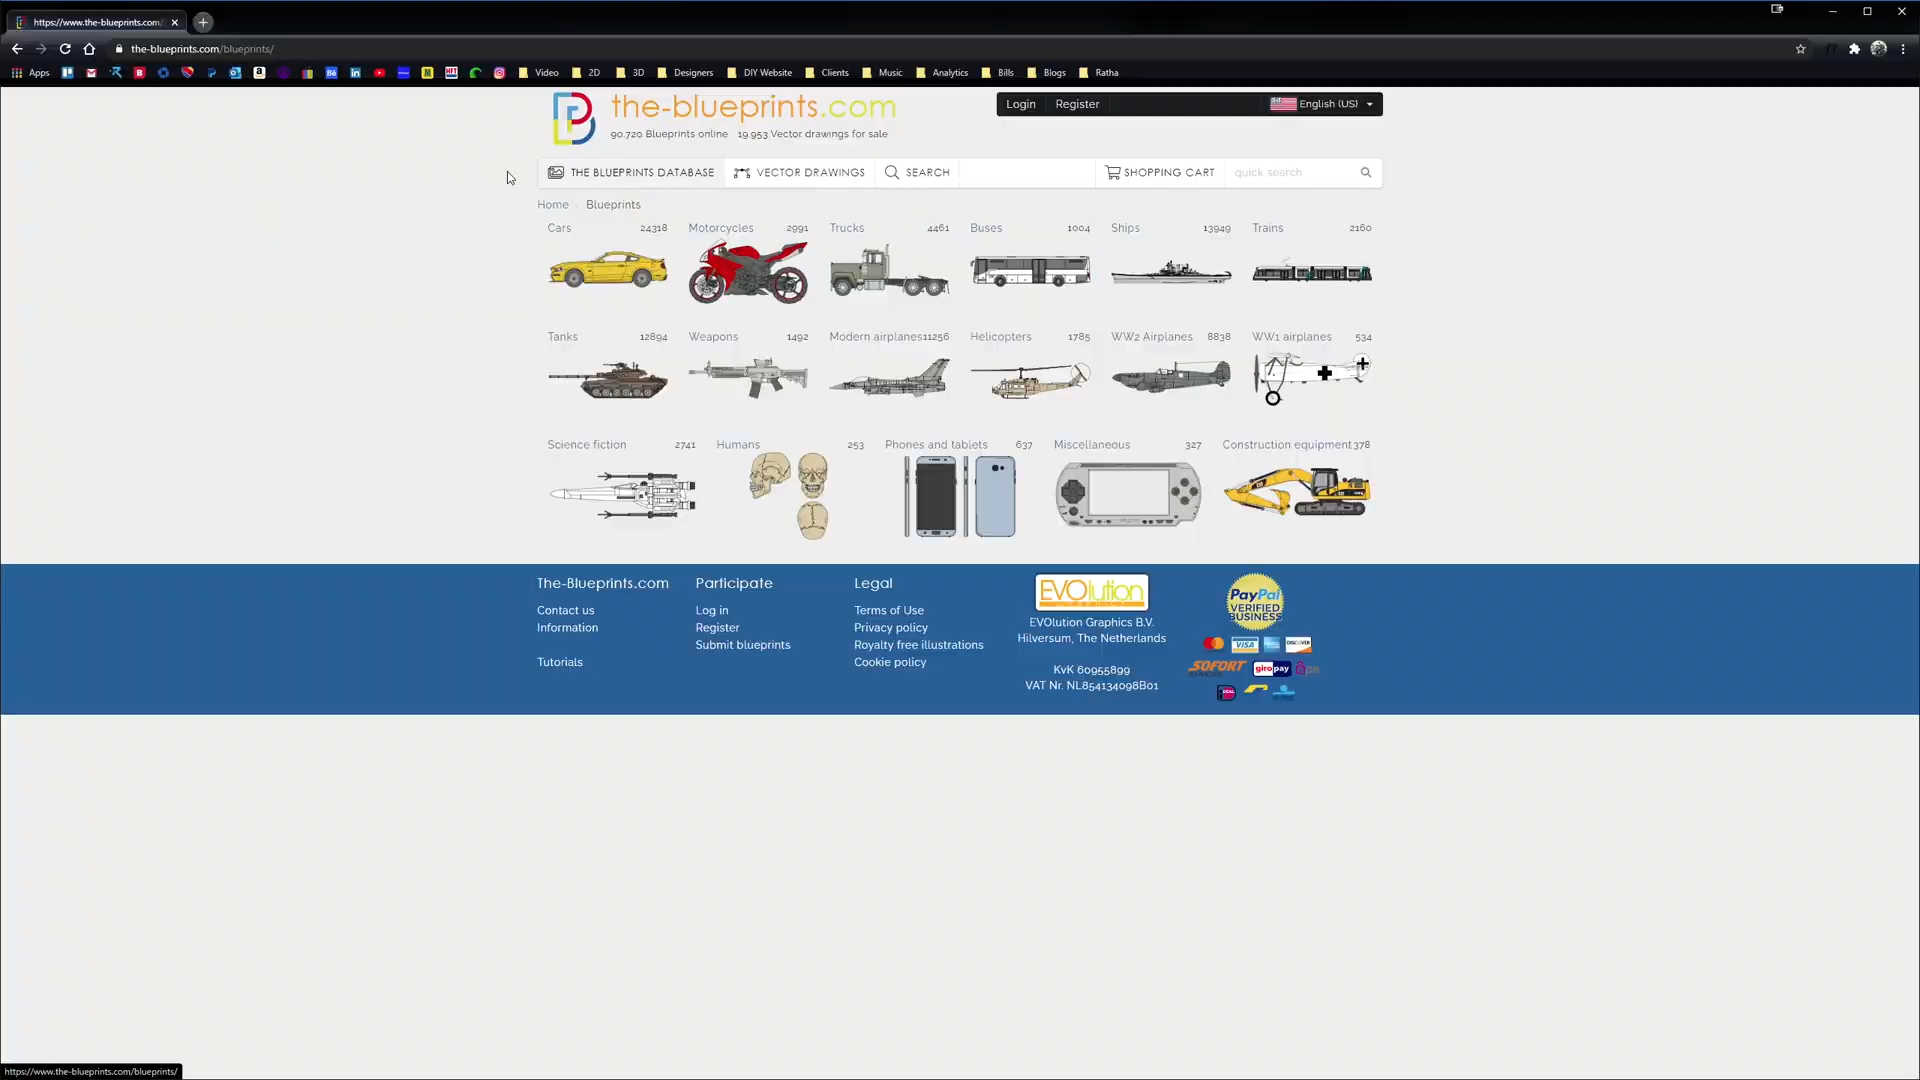 https://www.the-blueprints.com/
the-blueprints.com/blueprints/
Apps
Video
2D
3D
Designers
DIY Website
Clients
Music
Analytics
Bills
Blogs
Ratha
the-blueprints.com
90.720 Blueprints online 19.953 Vector drawings for sale
Login Register English (US)
THE BLUEPRINTS DATABASE VECTOR DRAWINGS SEARCH SHOPPING CART quick search
Home Blueprints
Cars 24318 Motorcycles 2991 Trucks 4461 Buses 1004 Ships 13949 Trains 2160
Tanks 12894 Weapons 1492 Modern airplanes 11256 Helicopters 1785 WW2 Airplanes 8838 WW1 airplanes 534
Science fiction 2741 Humans 253 Phones and tablets 637 Miscellaneous 327 Construction equipment 378
The-Blueprints.com
Contact us
Information
Tutorials
Participate
Log in
Register
Submit blueprints
Legal
Terms of Use
Privacy policy
Royalty free illustrations
Cookie policy
EVOlution
EVOlution Graphics B.V.
Hilversum, The Netherlands
KvK 60955899
VAT Nr. NL854134098B01
PayPal
VERIFIED
BUSINESS
VISA
DISCOVER
SOFORT
giropay
https://www.the-blueprints.com/blueprints/